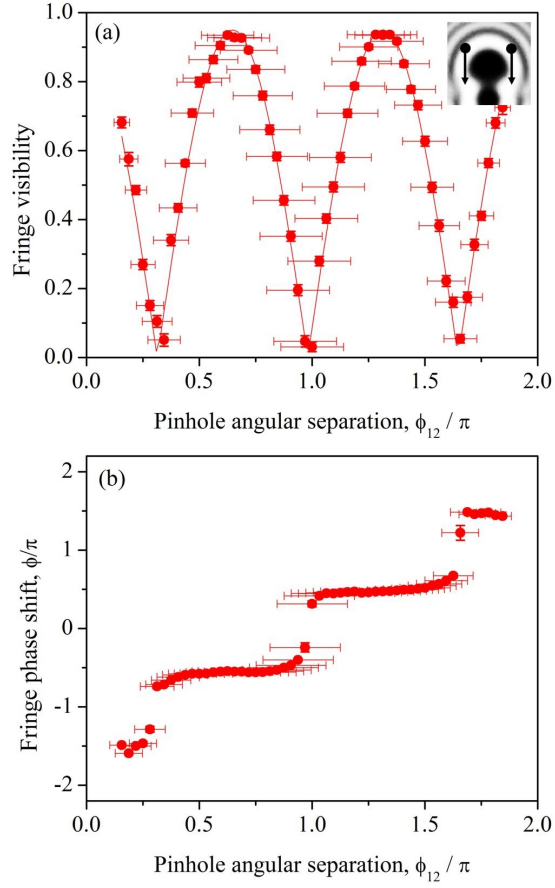 (a)
1.0
0.8
0.6
0.4
0.2
0.0
Fringe visibility
0.0 0.5 1.0 1.5 2.0
Pinhole angular separation, ϕ₁₂ / π
(b)
2
1
0
-1
-2
Fringe phase shift, ϕ/π
0.0 0.5 1.0 1.5 2.0
Pinhole angular separation, ϕ₁₂ / π